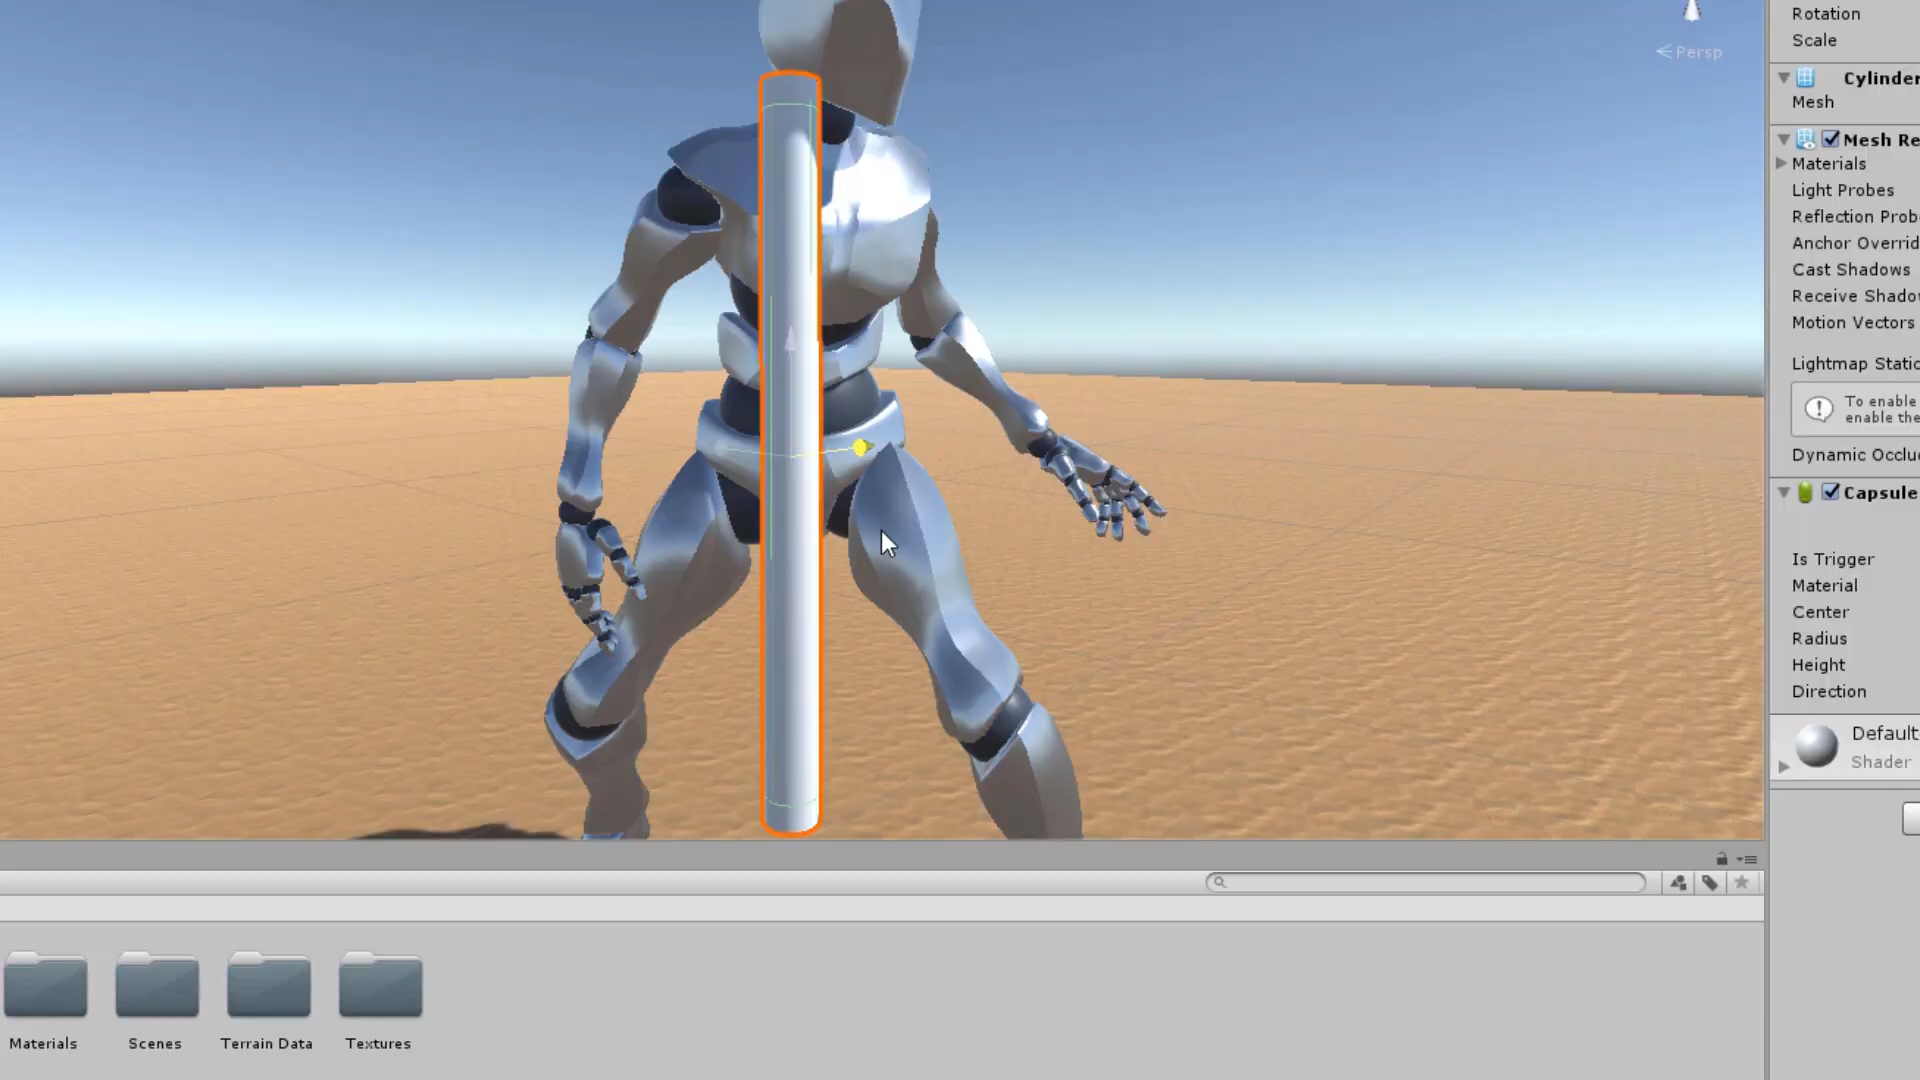 Rotation
Scale
Persp
Cylinder
Mesh
Mesh Re
Materials
Light Probes
Reflection Prob
Anchor Overrid
Cast Shadows
Receive Shado
Motion Vectors
Lightmap Static
To enable
enable the
Dynamic Occlu
Capsule
Is Trigger
Material
Center
Radius
Height
Direction
Default
Shader
Materials
Scenes
Terrain Data
Textures